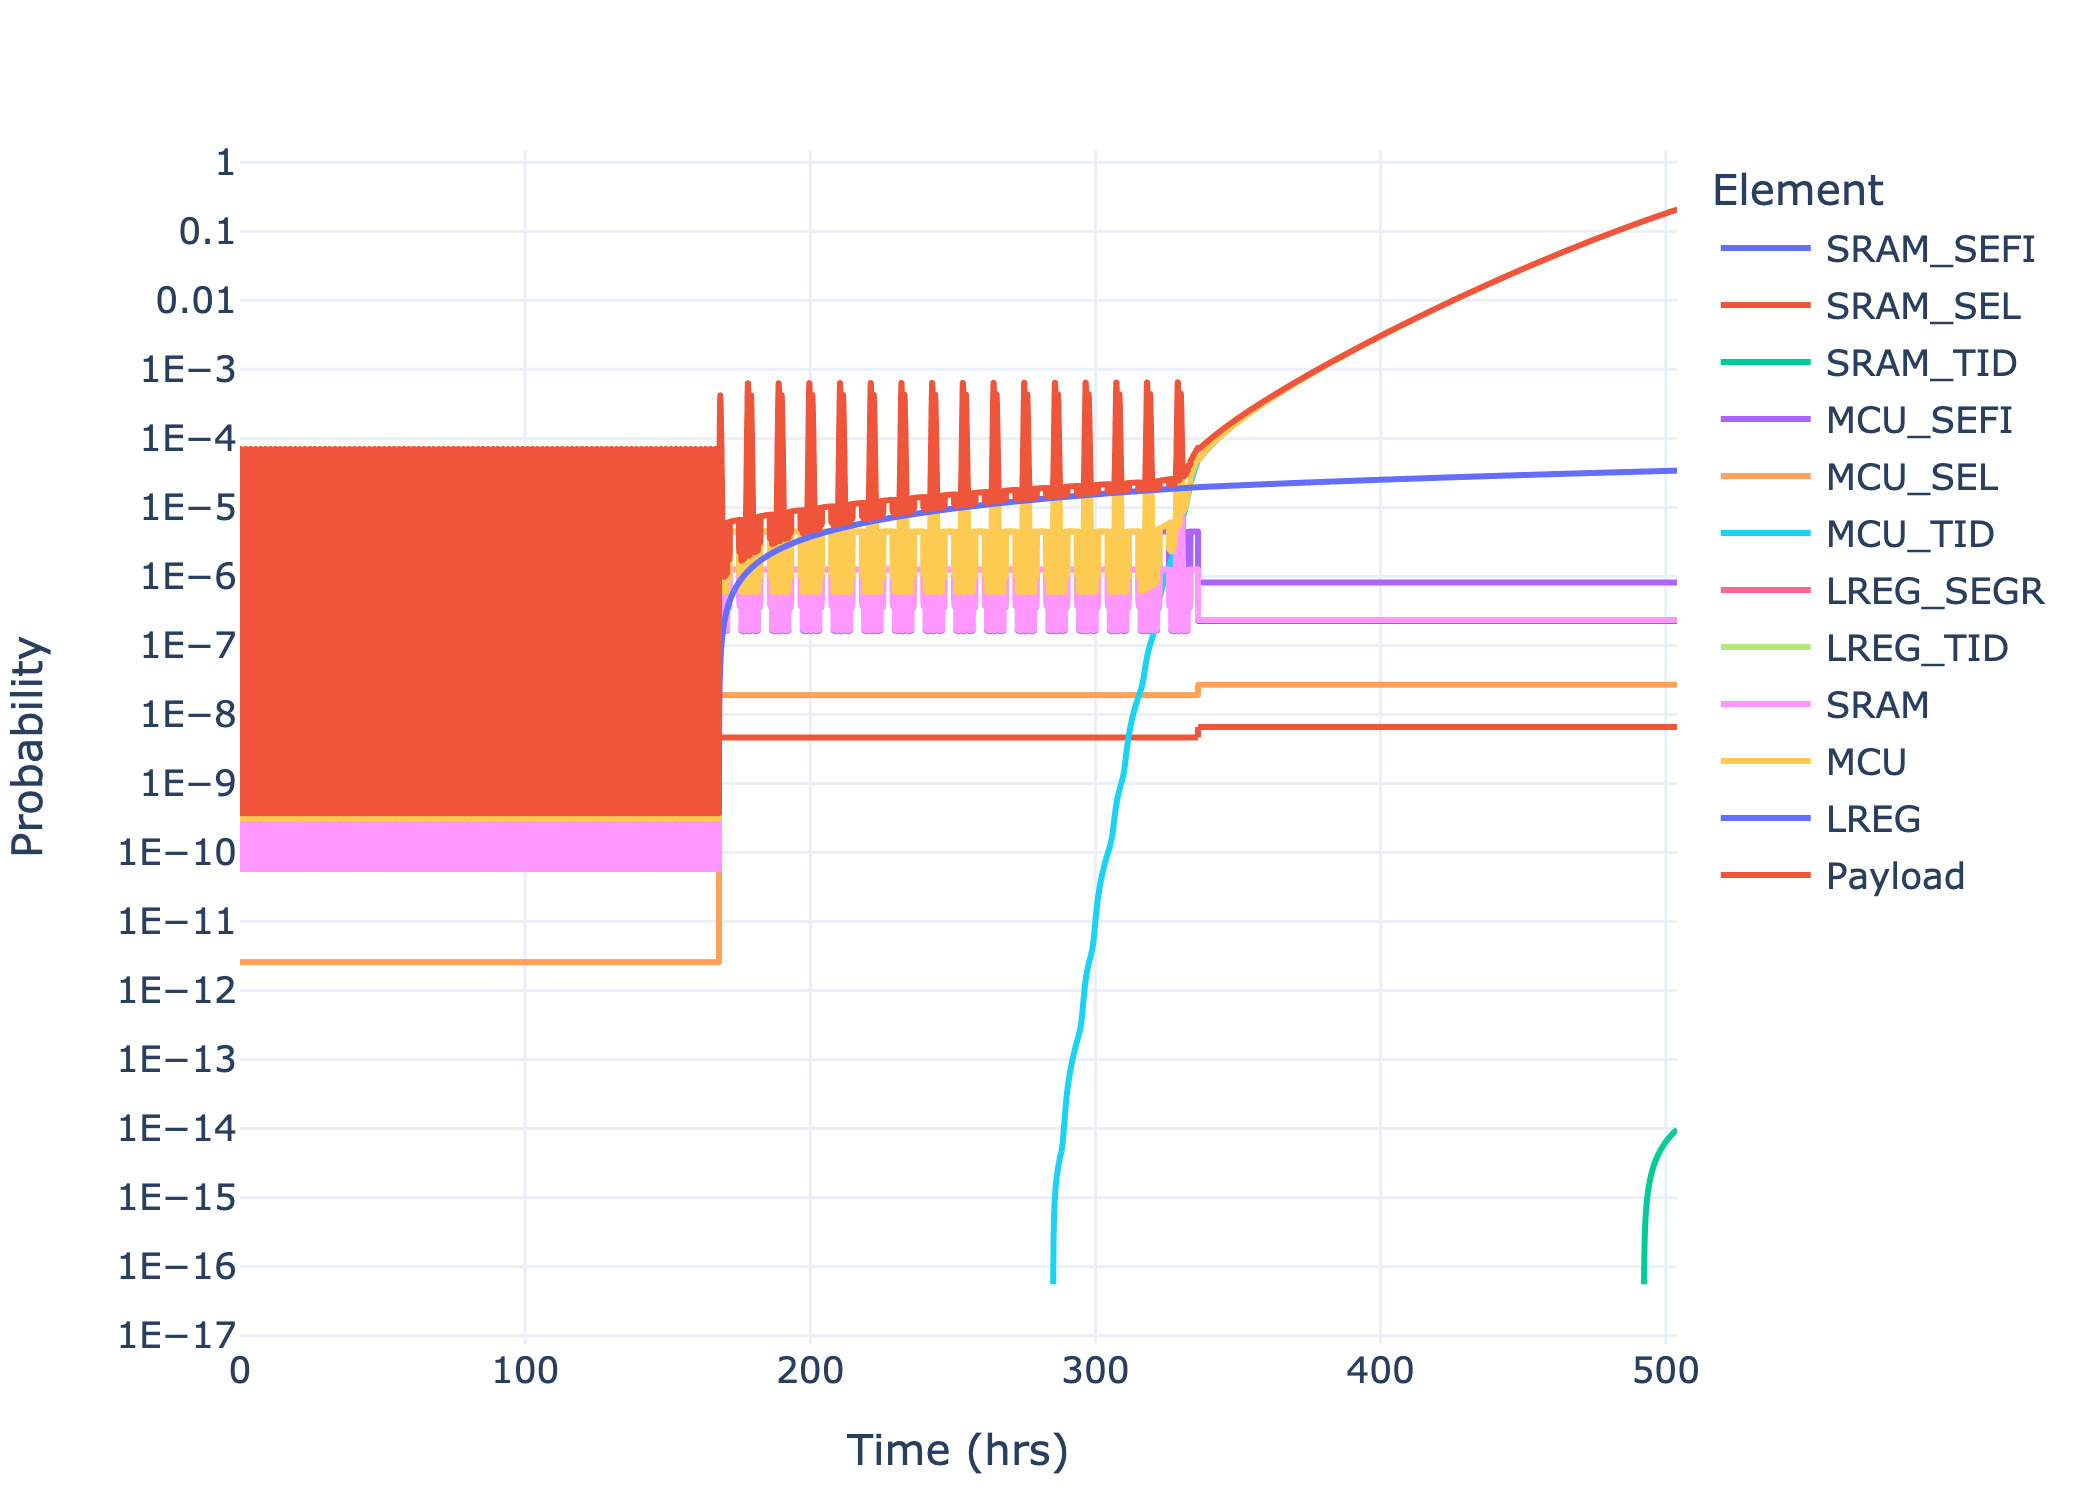 1
0.1
0.01
1E−3
1E−4
1E−5
1E−6
1E−7
1E−8
1E−9
1E−10
1E−11
1E−12
1E−13
1E−14
1E−15
1E−16
1E−17
Probability
0 100 200 300 400 500
Time (hrs)
Element
SRAM_SEFI
SRAM_SEL
SRAM_TID
MCU_SEFI
MCU_SEL
MCU_TID
LREG_SEGR
LREG_TID
SRAM
MCU
LREG
Payload